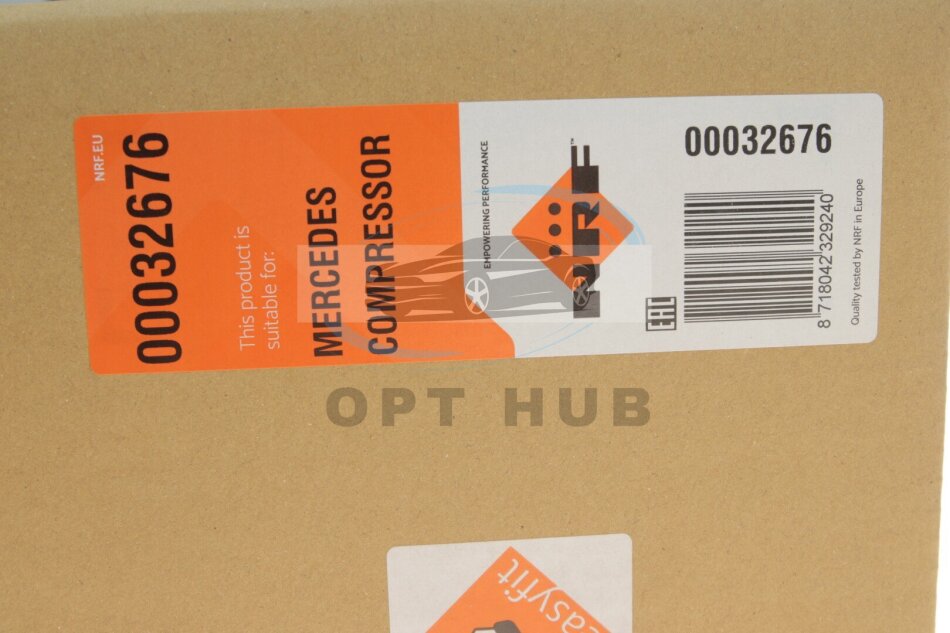 NRF.EU
00032676
This product is
suitable for:
MERCEDES
COMPRESSOR
EMPOWERING PERFORMANCE
NRF™
00032676
8 718042 329240
Quality tested by NRF in Europe
EAC
OPT HUB
easyfit